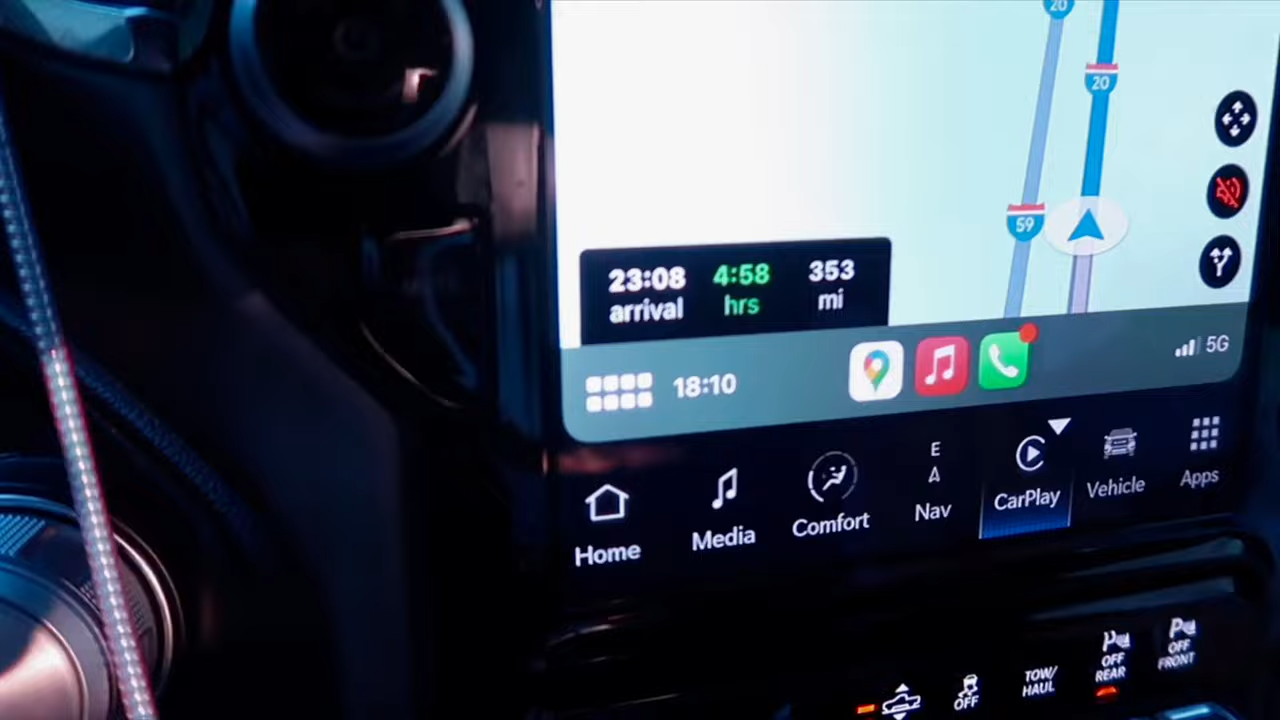 20
20
59
23:08 4:58 353
arrival hrs mi
18:10
5G
E
Home Media Comfort Nav CarPlay Vehicle Apps
OFF
TOW/
HAUL
OFF
REAR
OFF
FRONT